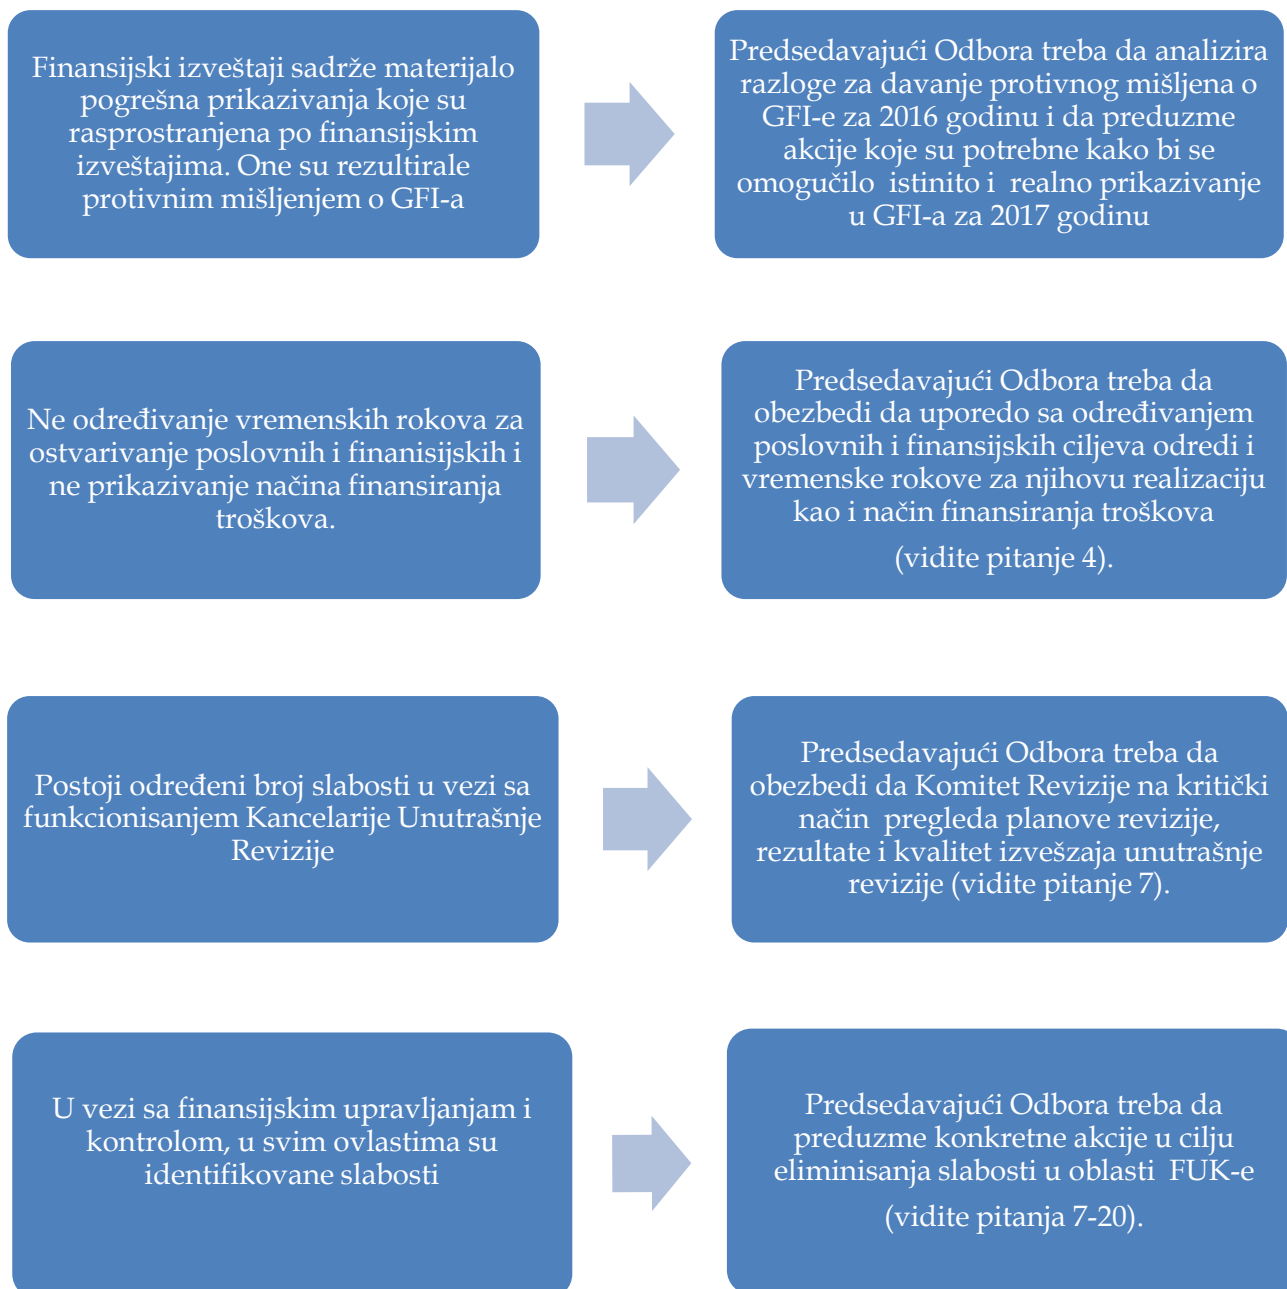 Finansijski izveštaji sadrže materijalo
pogrešna prikazivanja koje su
rasprostranjena po finansijskim
izveštajima. One su rezultirale
protivnim mišljenjem o GFI-a
Predsedavajući Odbora treba da analizira
razloge za davanje protivnog mišljena o
GFI-e za 2016 godinu i da preduzme
akcije koje su potrebne kako bi se
omogučilo istinito i realno prikazivanje
u GFI-a za 2017 godinu
Ne određivanje vremenskih rokova za
ostvarivanje poslovnih i finanisijskih i
ne prikazivanje načina finansiranja
troškova.
Predsedavajući Odbora treba da
obezbedi da uporedo sa određivanjem
poslovnih i finansijskih ciljeva odredi i
vremenske rokove za njihovu realizaciju
kao i način finansiranja troškova
(vidite pitanje 4).
Postoji određeni broj slabosti u vezi sa
funkcionisanjem Kancelarije Unutrašnje
Revizije
Predsedavajući Odbora treba da
obezbedi da Komitet Revizije na kritički
način pregleda planove revizije,
rezultate i kvalitet izvešzaja unutrašnje
revizije (vidite pitanje 7).
U vezi sa finansijskim upravljanjam i
kontrolom, u svim ovlastima su
identifikovane slabosti
Predsedavajući Odbora treba da
preduzme konkretne akcije u cilju
eliminisanja slabosti u oblasti FUK-e
(vidite pitanja 7-20).